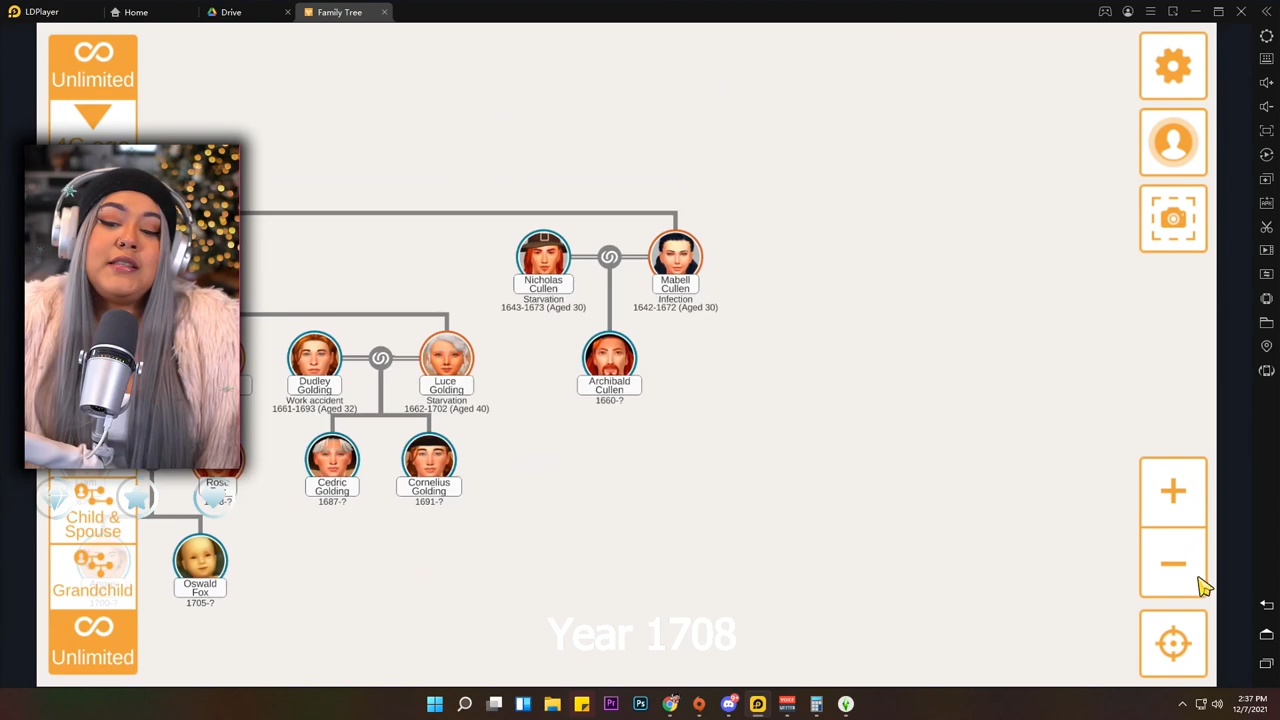 LDPlayer
Home
Drive
Family Tree
Unlimited
Nicholas
Cullen
Starvation
1643-1673 (Aged 30)
Mabell
Cullen
Infection
1642-1672 (Aged 30)
Dudley
Golding
Work accident
1661-1693 (Aged 32)
Luce
Golding
Starvation
1662-1702 (Aged 40)
Archibald
Cullen
1660-?
Cedric
Golding
1687-?
Cornelius
Golding
1691-?
Child &
Spouse
Grandchild
Oswald
Fox
1705-?
Unlimited
Year 1708
Pr
Ps
2:37 PM
12/7/2021